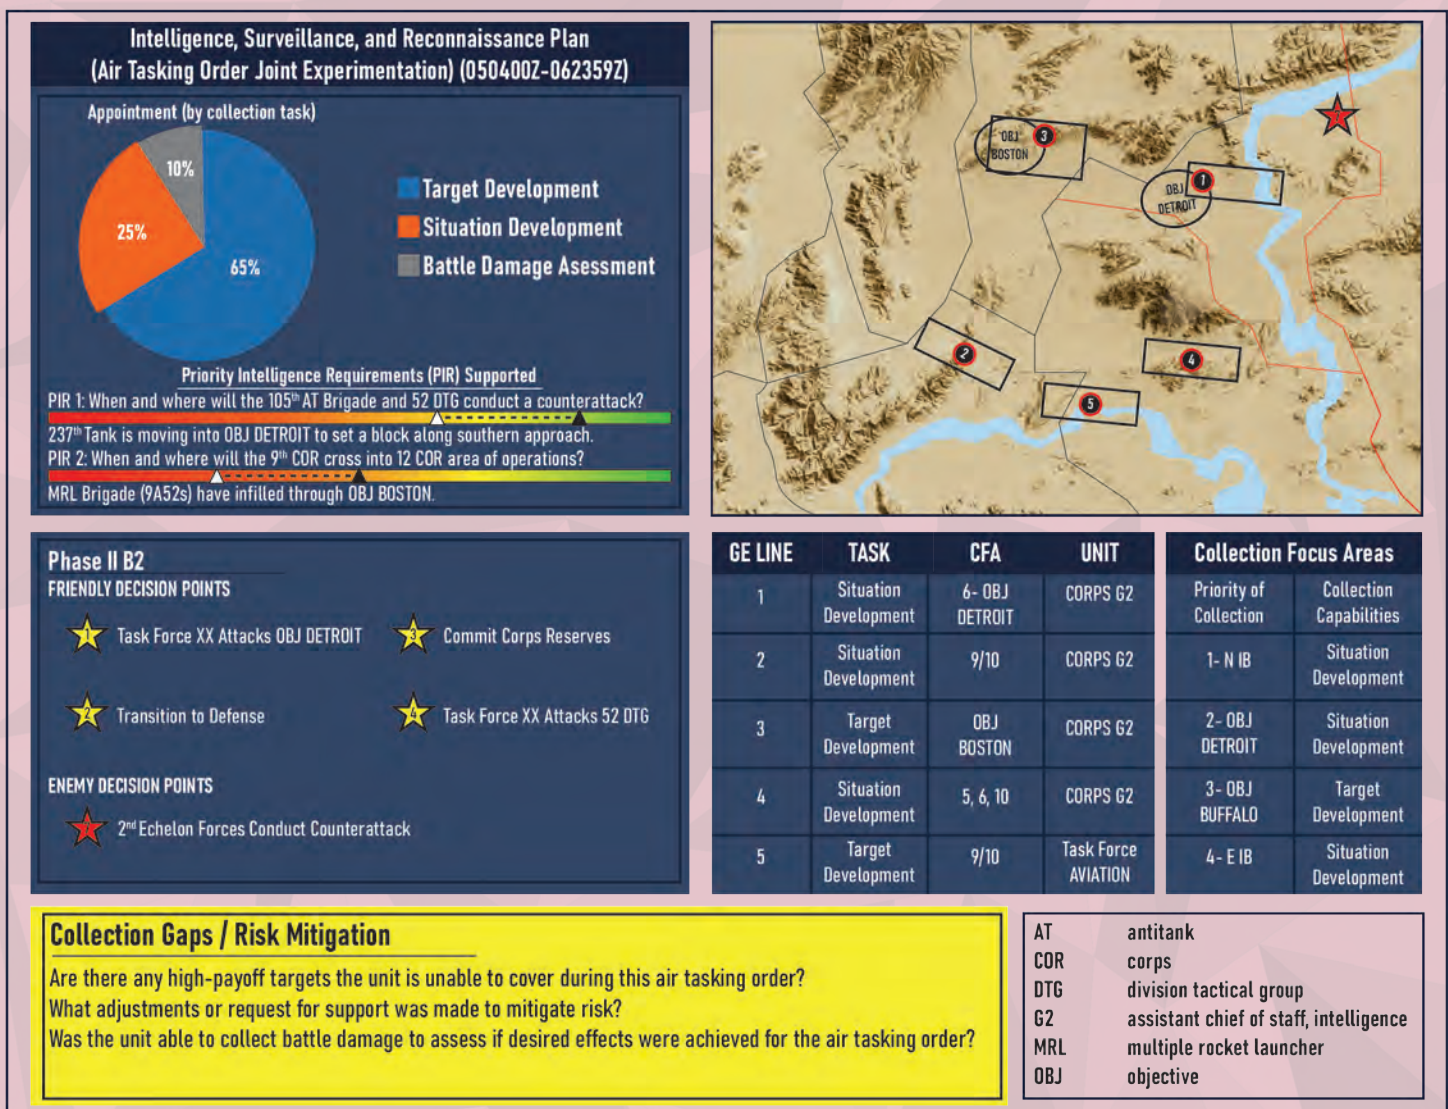 Intelligence, Surveillance, and Reconnaissance Plan
(Air Tasking Order Joint Experimentation) (050400Z-062359Z)
Appointment (by collection task)
10%
25%
65%
Target Development
Situation Development
Battle Damage Asessment
Priority Intelligence Requirements (PIR) Supported
PIR 1: When and where will the 105th AT Brigade and 52 DTG conduct a counterattack?
237th Tank is moving into OBJ DETROIT to set a block along southern approach.
PIR 2: When and where will the 9th COR cross into 12 COR area of operations?
MRL Brigade (9A52s) have infilled through OBJ BOSTON.
OBJ
BOSTON
3
OBJ
DETROIT
1
2
4
5
Phase II B2
FRIENDLY DECISION POINTS
1 Task Force XX Attacks OBJ DETROIT
3 Commit Corps Reserves
2 Transition to Defense
4 Task Force XX Attacks 52 DTG
ENEMY DECISION POINTS
2nd Echelon Forces Conduct Counterattack
GE LINE TASK CFA UNIT
1 Situation Development 6- OBJ DETROIT CORPS G2
2 Situation Development 9/10 CORPS G2
3 Target Development OBJ BOSTON CORPS G2
4 Situation Development 5, 6, 10 CORPS G2
5 Target Development 9/10 Task Force AVIATION
Collection Focus Areas
Priority of Collection Collection Capabilities
1- N IB Situation Development
2- OBJ DETROIT Situation Development
3- OBJ BUFFALO Target Development
4- E IB Situation Development
Collection Gaps / Risk Mitigation
Are there any high-payoff targets the unit is unable to cover during this air tasking order?
What adjustments or request for support was made to mitigate risk?
Was the unit able to collect battle damage to assess if desired effects were achieved for the air tasking order?
AT antitank
COR corps
DTG division tactical group
G2 assistant chief of staff, intelligence
MRL multiple rocket launcher
OBJ objective